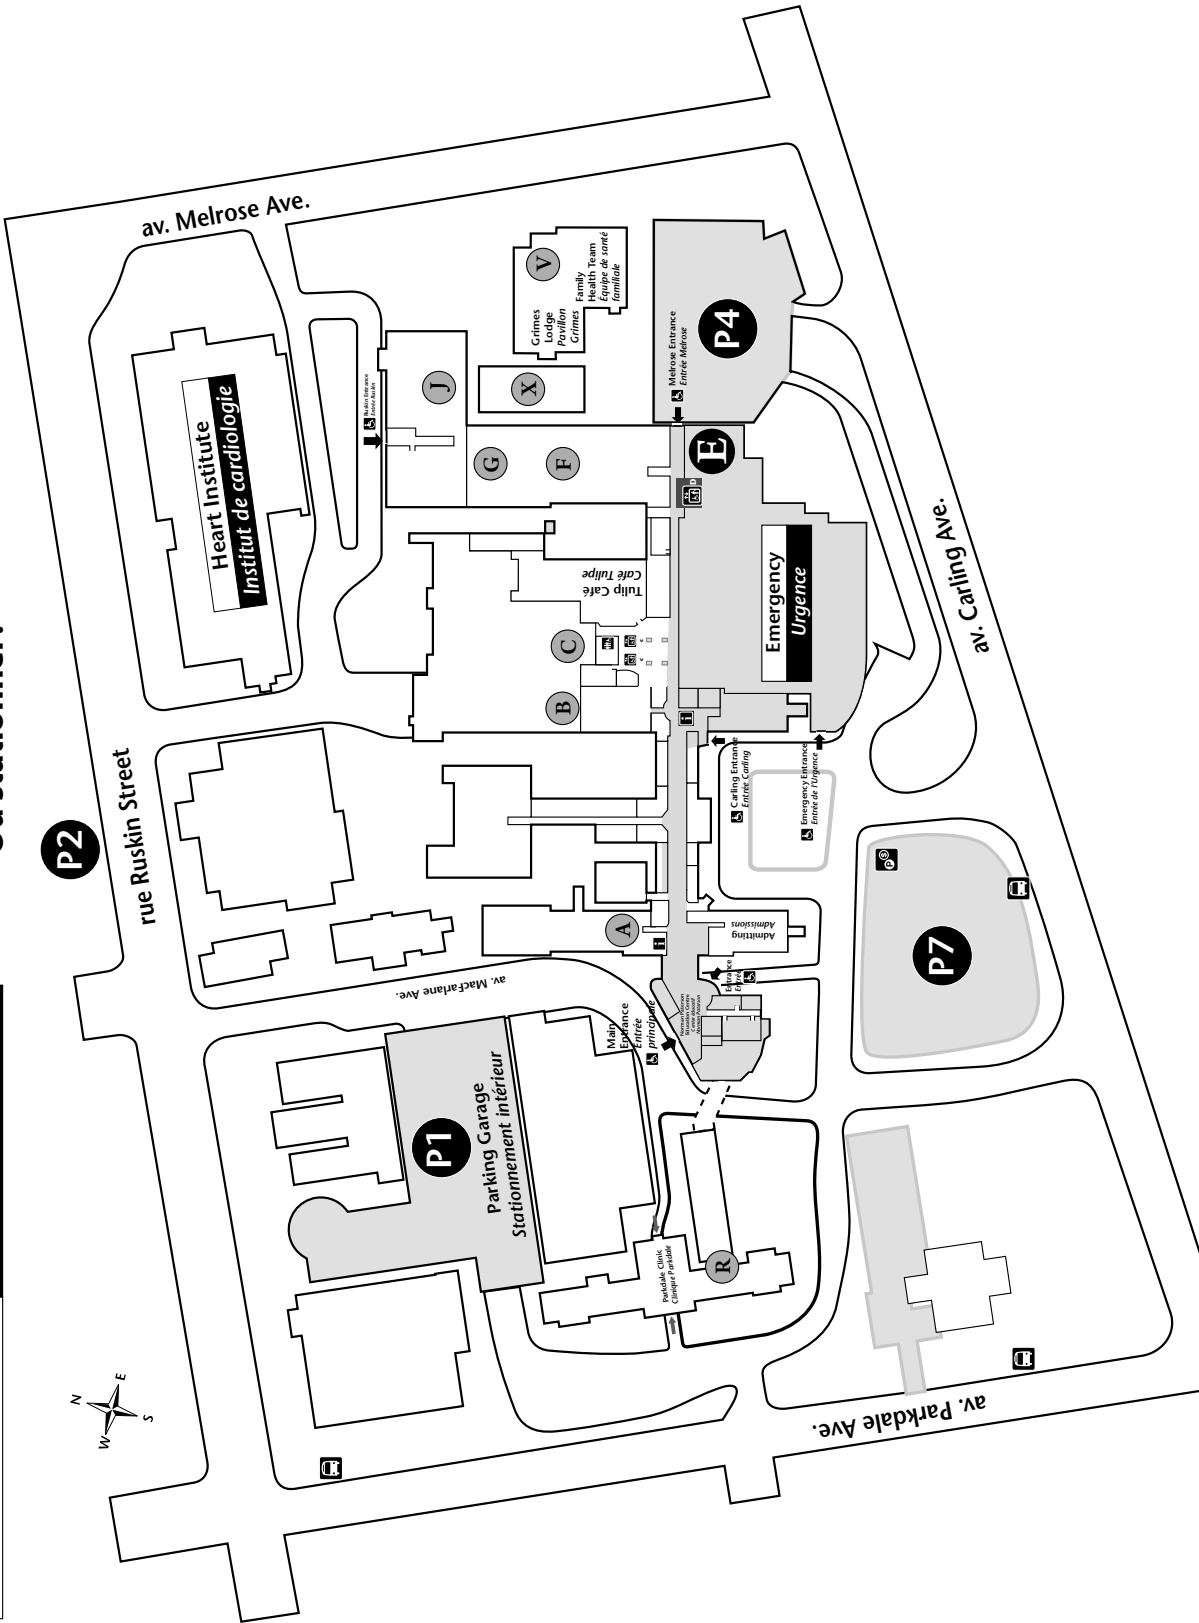 P2
rue Ruskin Street
av. Melrose Ave.
Heart Institute
Institut de cardiologie
Ruskin Entrance
Entrée Ruskin
J
G
F
X
V
Grimes
Lodge
Pavillon
Grimes
Family
Health Team
Équipe de santé
familiale
P4
Melrose Entrance
Entrée Melrose
E
D
Tulip Café
Café Tulipe
C
C
C
B
Emergency
Urgence
av. Carling Ave.
Carling Entrance
Entrée Carling
Emergency Entrance
Entrée de l'Urgence
A
Admitting
Admissions
Entrance
Entrée
Main
Entrance
Entrée
principale
av. MacFarlane Ave.
P1
Parking Garage
Stationnement intérieur
Parkdale Clinic
Clinique Parkdale
R
P7
P S
av. Parkdale Ave.
N
E
S
W